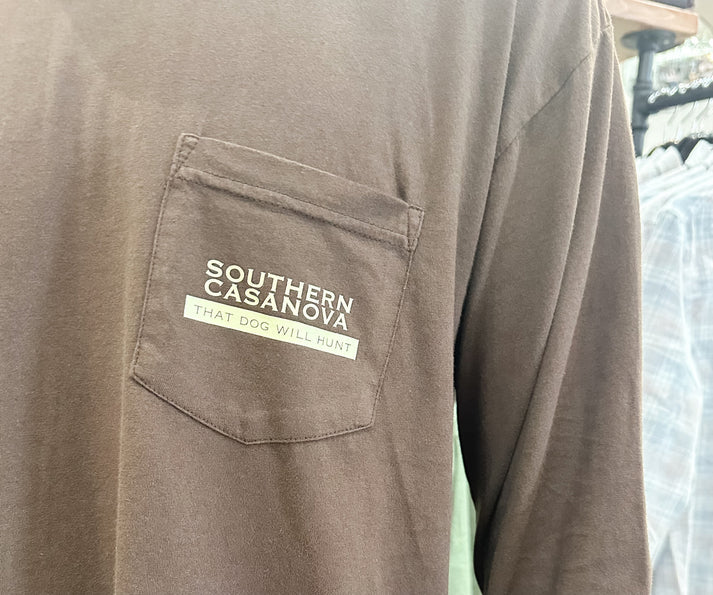 SOUTHERN
CASANOVA
THAT DOG WILL HUNT